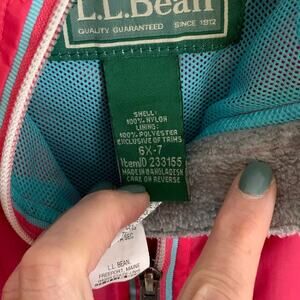 L.L.Bean
QUALITY GUARANTEED SINCE 1912
SHELL:
100% NYLON
LINING:
100% POLYESTER
EXCLUSIVE OF TRIMS
6X-7
ItemID 233155
MADE IN BANGLADESH
CARE ON REVERSE
L.L. BEAN,
FREEPORT, MAINE